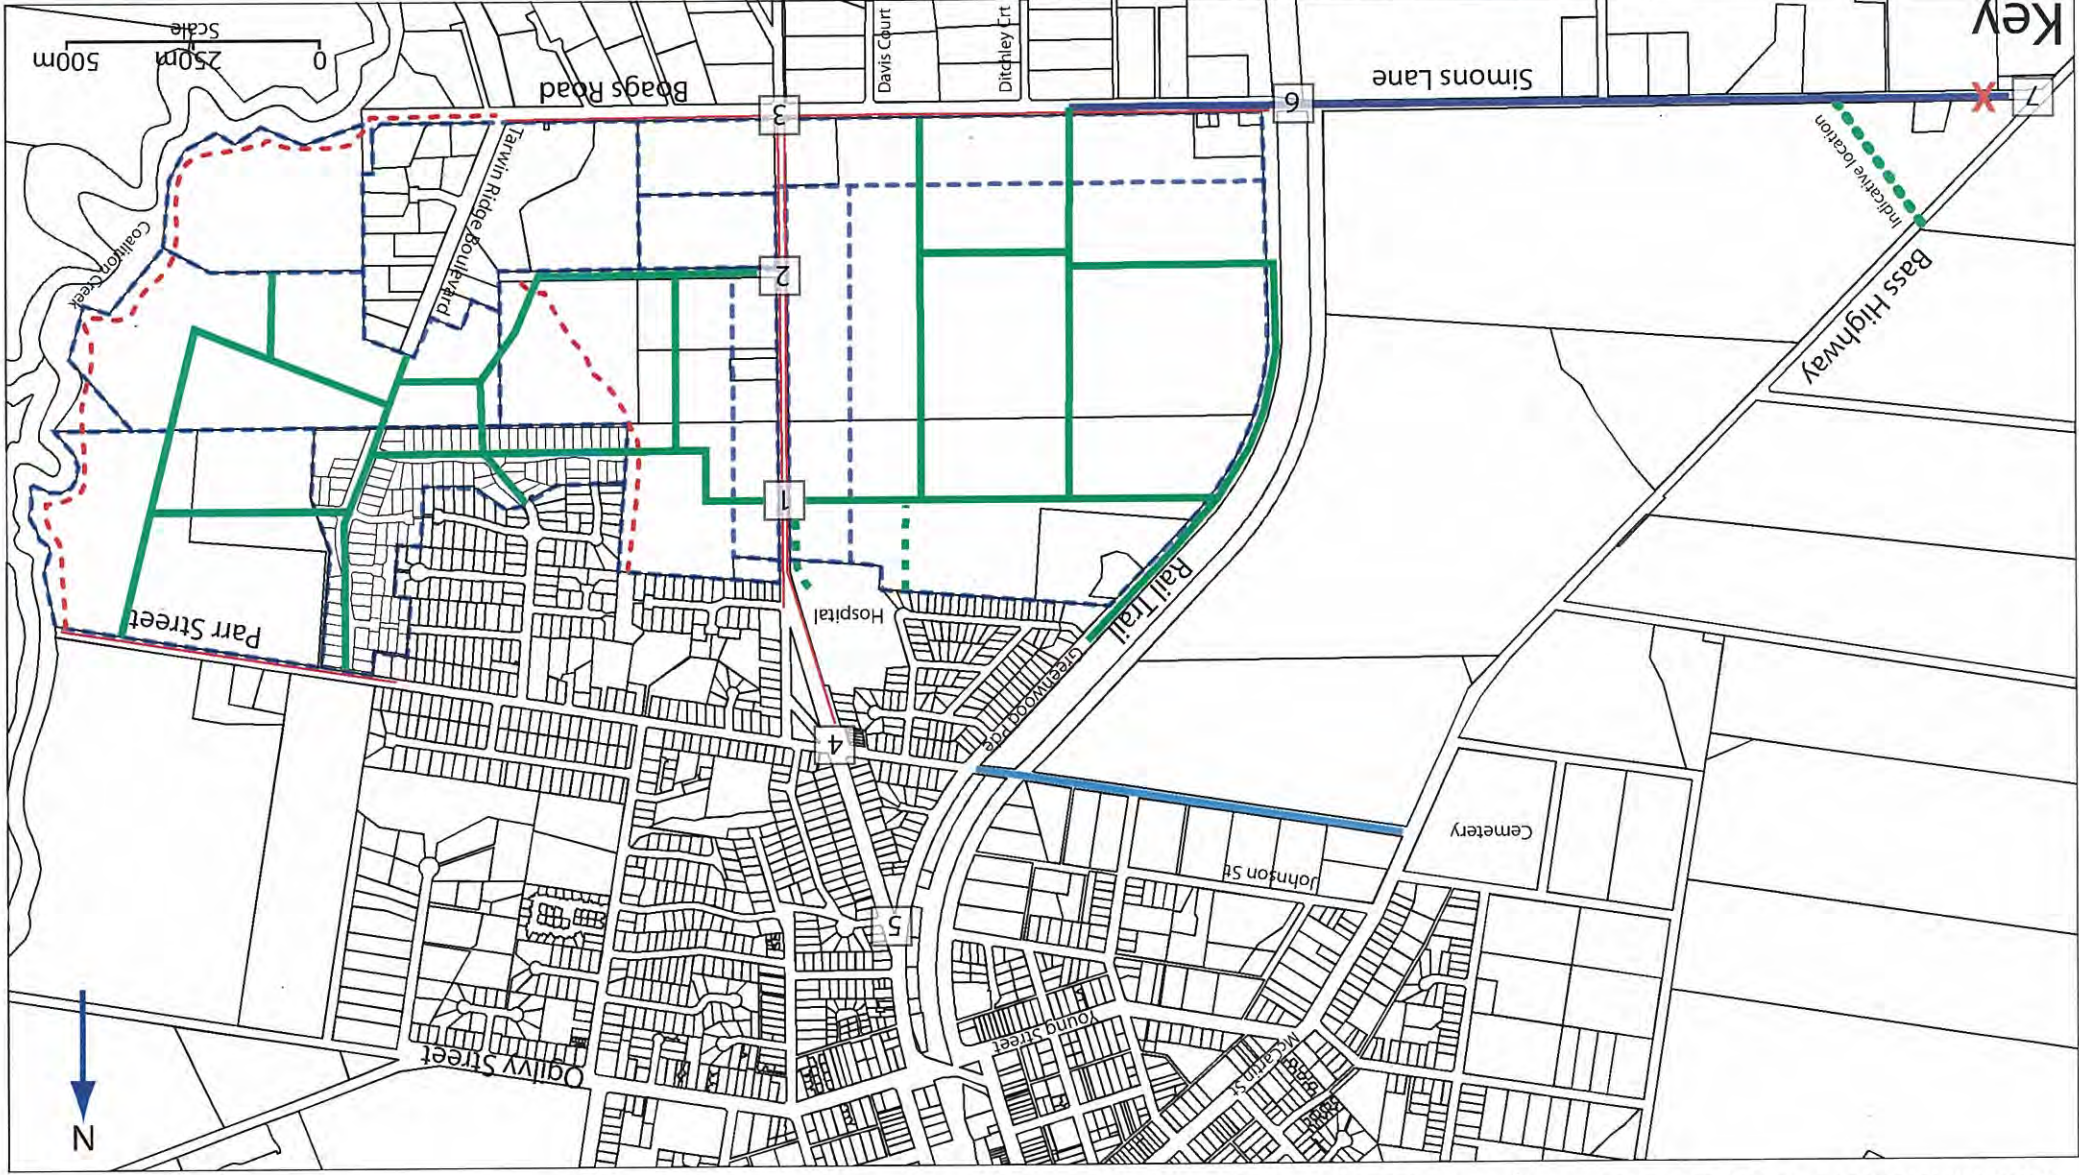 Key
Scale
500m
250m
0
Boags Road
Davis Court
Ditchley Crt
Simons Lane
3
6
7
Indicative location
Bass Highway
Tarwin Ridge Boulevard
Coalition Creek
2
1
Parr Street
Hospital
Rail Trail
Greenwood Pde
4
Cemetery
Johnson St
5
Young Street
McCartin St
Ogilvy Street
N